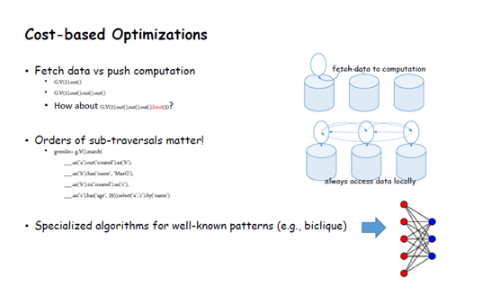 Cost-based Optimizations
• Fetch data vs push computation
• G.V(1).out()
• G.V(1).out().out().out()
• How about G.V(1).out().out().out().limit(1)?
fetch data to computation
• Orders of sub-traversals matter!
• gremlin> g.V().match(
__.as('a').out('created').as('b'),
__.as('b').has('name',
__.as('b').in('created').as('c'),
__.as('c').has('age', 29)).select('a','c').by('name')
always access data locally
• Specialized algorithms for well-known patterns (e.g., biclique)